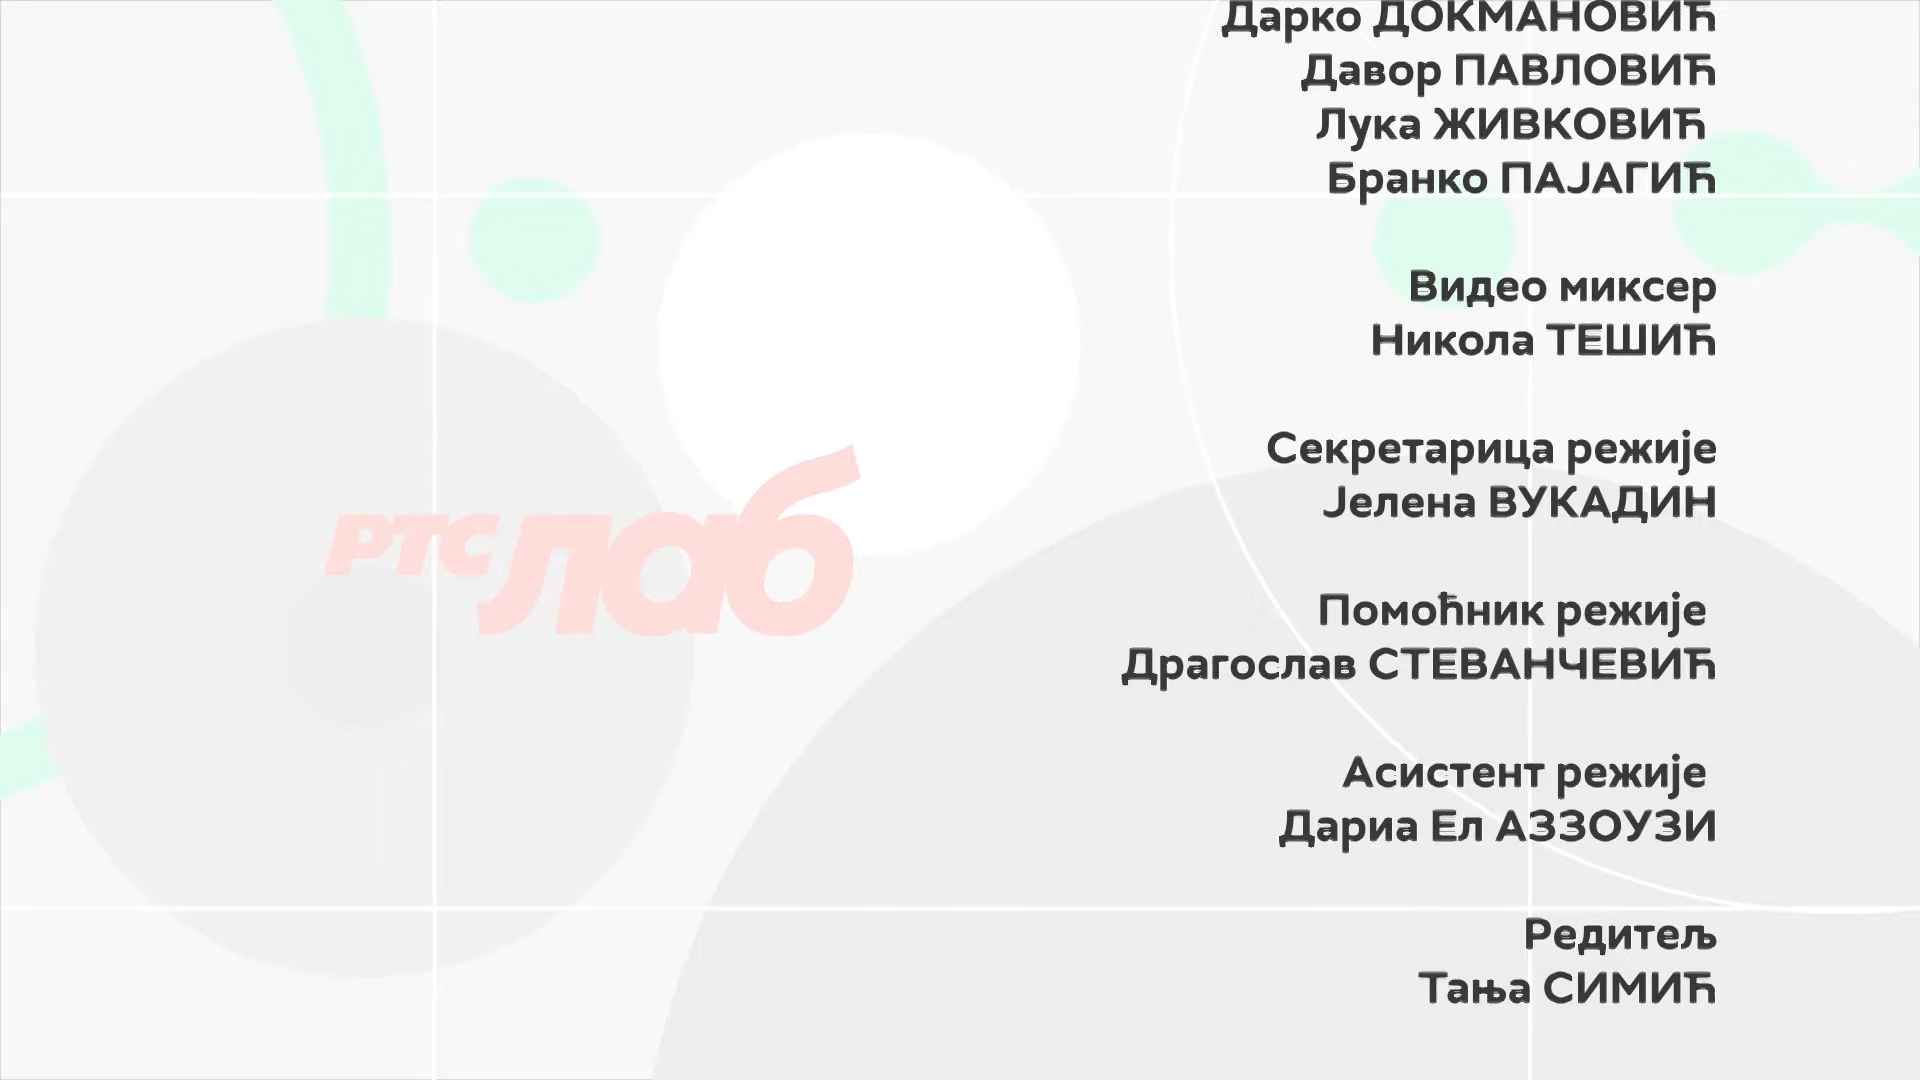 Дарко ДОКМАНОВИЋ
Давор ПАВЛОВИЋ
Лука ЖИВКОВИЋ
Бранко ПАЈАГИЋ
Видео миксер
Никола ТЕШИЋ
Секретарица режије
Јелена ВУКАДИН
Помоћник режије
Драгослав СТЕВАНЧЕВИЋ
Асистент режије
Дариа Ел АЗЗОУЗИ
Редитељ
Тања СИМИЋ
РТС лаб